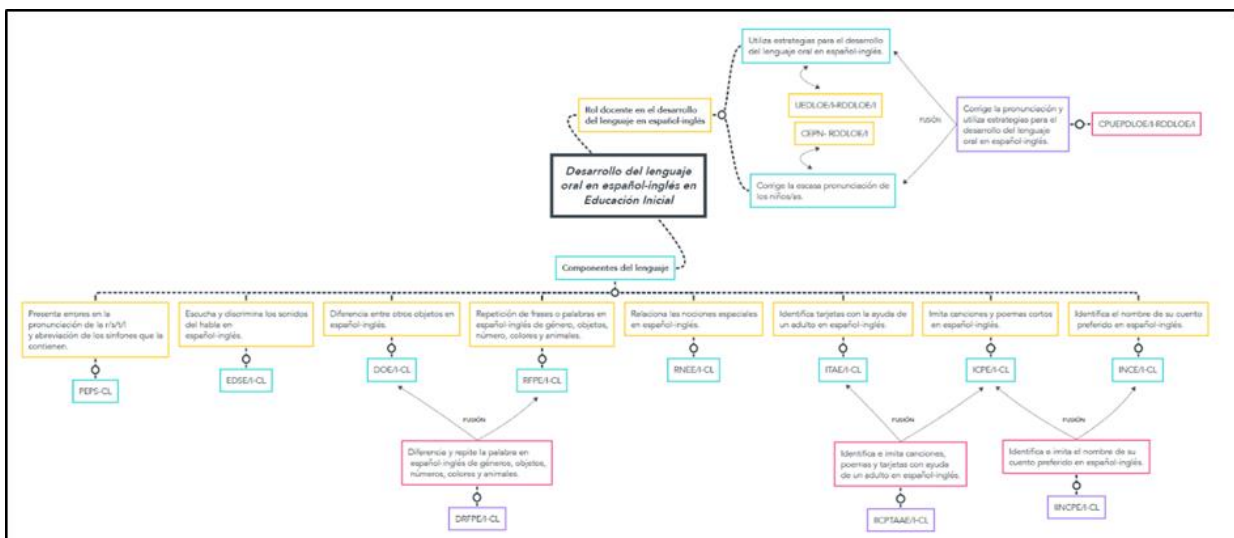 Utiliza estrategias para el desarrollo
del lenguaje oral en español-inglés.
Rol docente en el desarrollo
del lenguaje en español-inglés
UEDLOE/I-RDDLOE/I
CEPN- RDDLOE/I
FUSIÓN
Corrige la pronunciación y
utiliza estrategias para el
desarrollo del lenguaje
oral en español-inglés.
CPUEPDLOE/I-RDDLOE/I
Corrige la escasa pronunciación de
los niños/as.
Desarrollo del lenguaje
oral en español-inglés en
Educación Inicial
Componentes del lenguaje
Presenta errores en la
pronunciación de la r/s/t/l
y abreviación de los sinfones que la
contienen.
PEPS-CL
Escucha y discrimina los sonidos
del habla en
español-inglés.
EDSE/I-CL
Diferencia entre otros objetos en
español-inglés.
DOE/I-CL
Repetición de frases o palabras en
español-inglés de género, objetos,
número, colores y animales.
RFPE/I-CL
Relaciona las nociones especiales
en español-inglés.
RNEE/I-CL
Identifica tarjetas con la ayuda de
un adulto en español-inglés.
ITAE/I-CL
Imita canciones y poemas cortos
en español-inglés.
ICPE/I-CL
Identifica el nombre de su cuento
preferido en español-inglés.
INCE/I-CL
FUSIÓN
Diferencia y repite la palabra en
español-inglés de géneros, objetos,
números, colores y animales.
DRFPE/I-CL
FUSIÓN
Identifica e imita canciones,
poemas y tarjetas con ayuda
de un adulto en español-inglés.
IICPTAAE/I-CL
FUSIÓN
Identifica e imita el nombre de su
cuento preferido en español-inglés.
IINCPE/I-CL